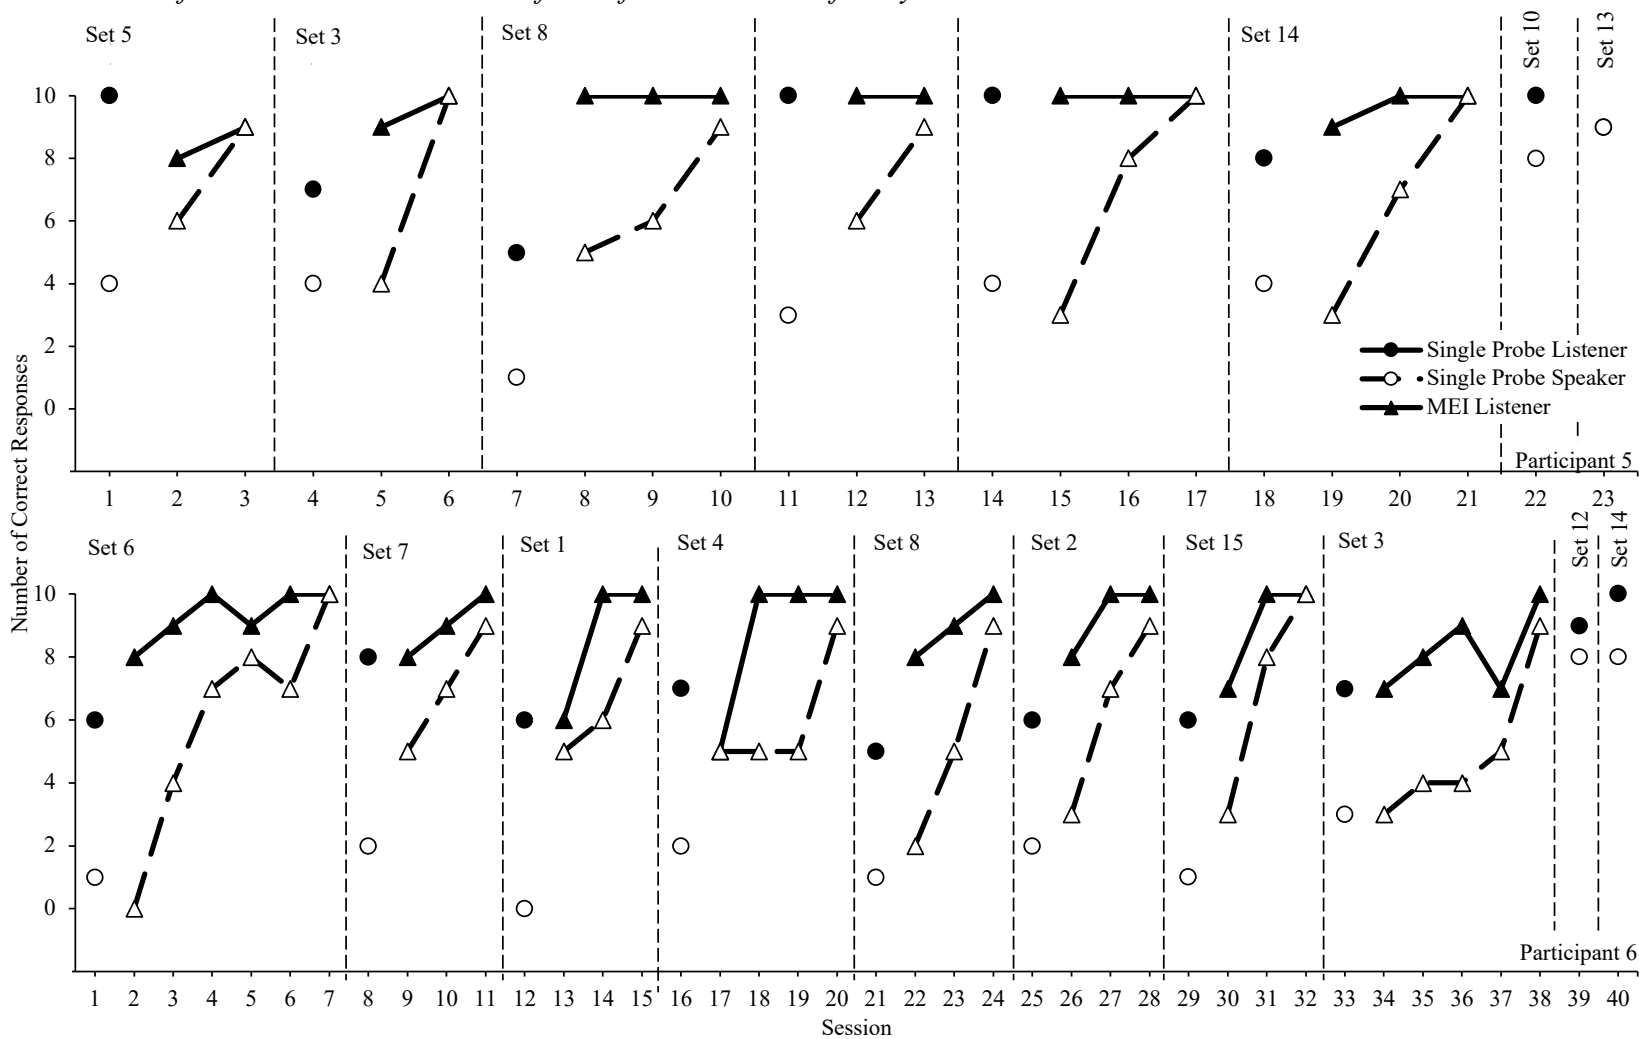 Set 5 Set 3 Set 8 Set 14 Set 10 Set 13
10
8
6
4
2
0
Single Probe Listener
Single Probe Speaker
MEI Listener
Participant 5
1 2 3 4 5 6 7 8 9 10 11 12 13 14 15 16 17 18 19 20 21 22 23
Number of Correct Responses
Set 6 Set 7 Set 1 Set 4 Set 8 Set 2 Set 15 Set 3 Set 12 Set 14
10
8
6
4
2
0
Participant 6
1 2 3 4 5 6 7 8 9 10 11 12 13 14 15 16 17 18 19 20 21 22 23 24 25 26 27 28 29 30 31 32 33 34 35 36 37 38 39 40
Session